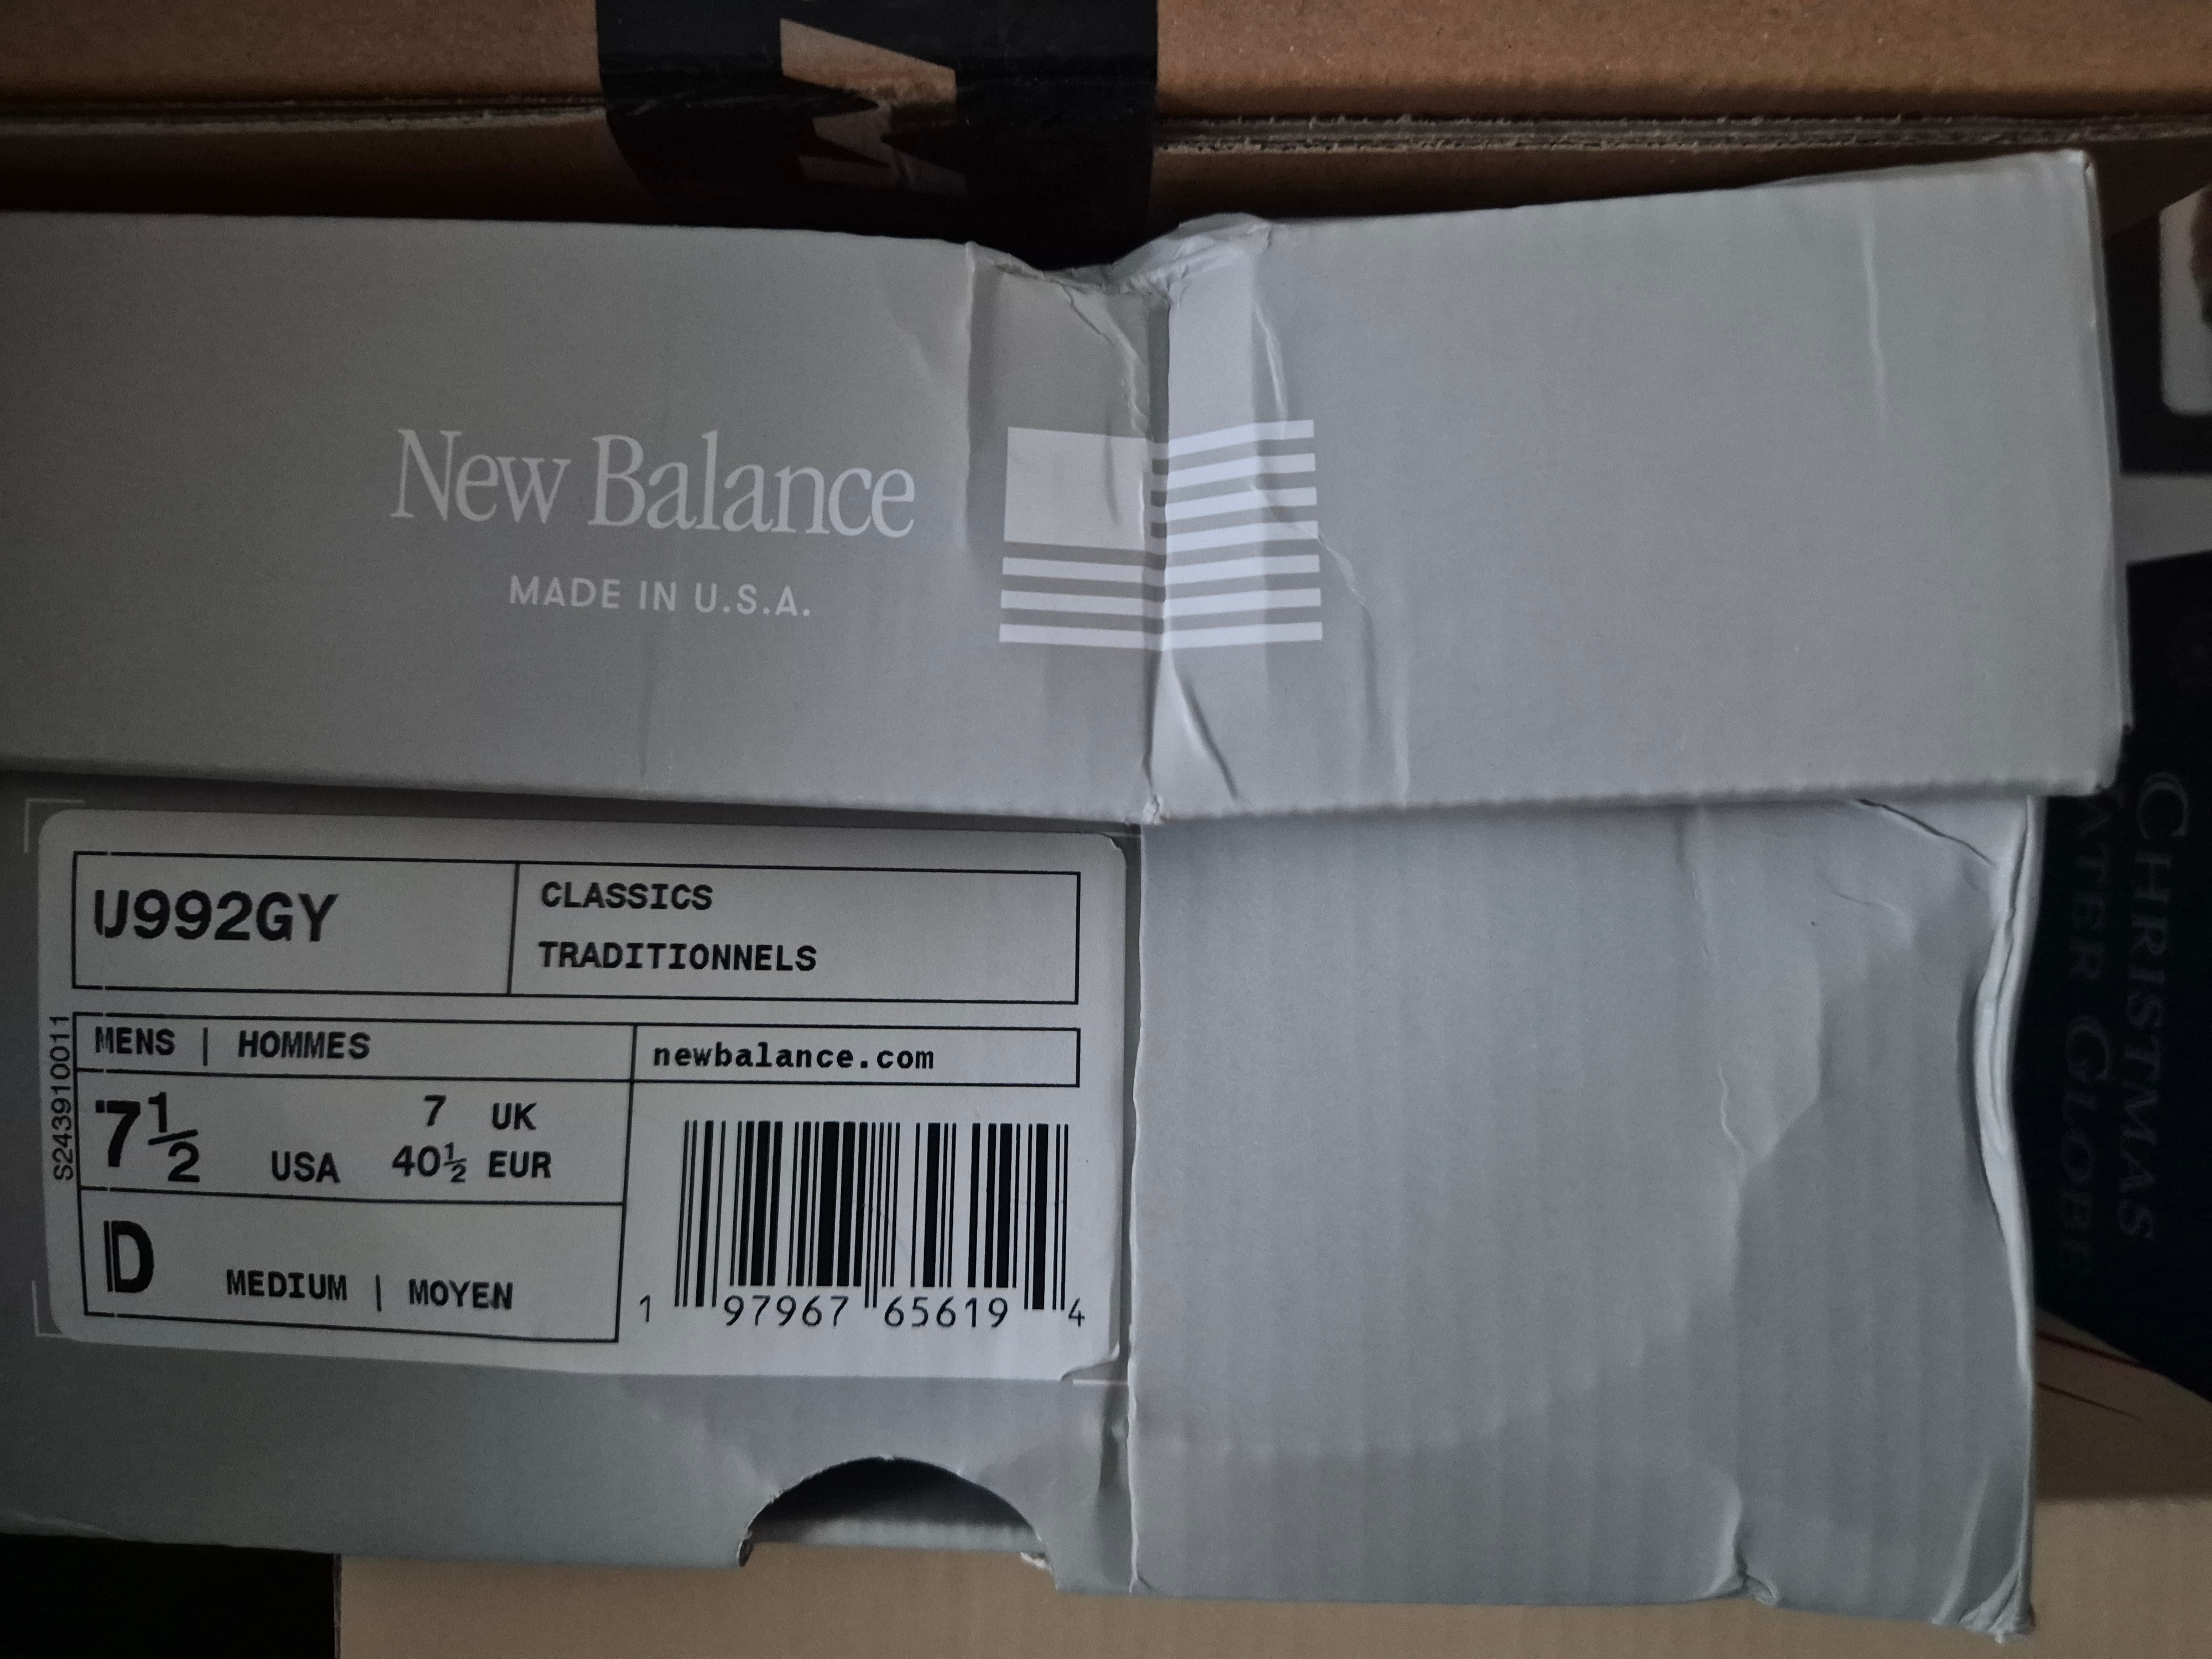 New Balance
MADE IN U.S.A.
U992GY
CLASSICS
TRADITIONNELS
S243910011
MENS | HOMMES
newbalance.com
7½ USA
7 UK
40½ EUR
D
MEDIUM | MOYEN
1 97967 65619 4
CHRISTMAS
GLOBE